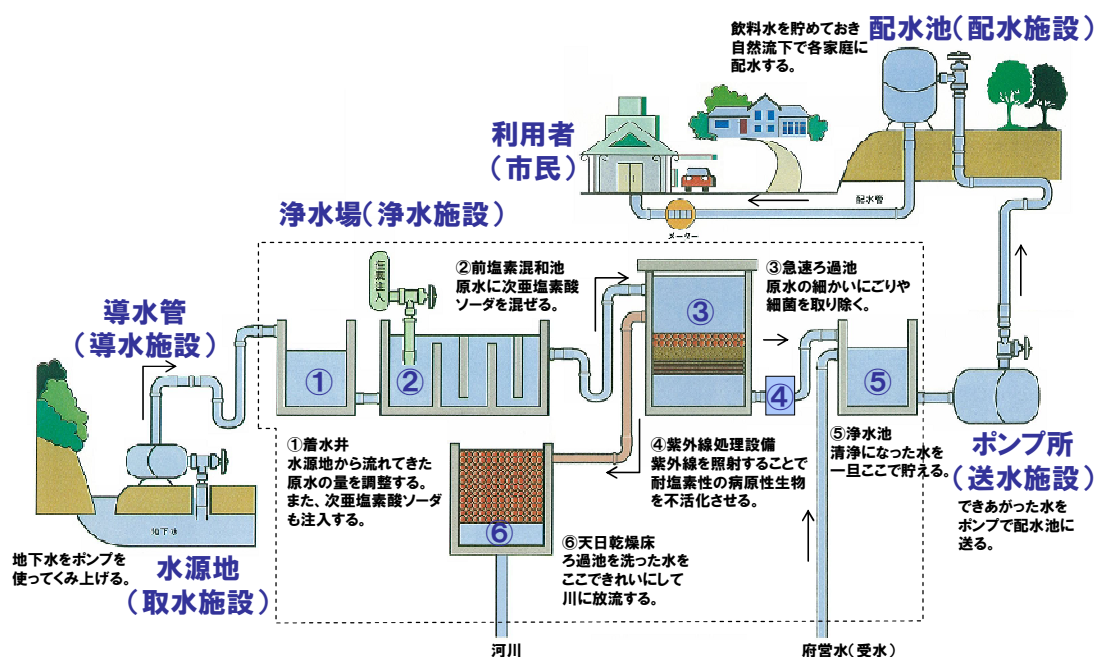 飲料水を貯めておき
自然流下で各家庭に
配水する。
配水池(配水施設)
利用者
(市民)
配水管
メーター
浄水場(浄水施設)
②前塩素混和池
原水に次亜塩素酸
ソーダを混ぜる。
③急速ろ過池
原水の細かいにごりや
細菌を取り除く。
導水管
(導水施設)
①
②
③
④
⑤
⑥
①着水井
水源地から流れてきた
原水の量を調整する。
また、次亜塩素酸ソーダ
も注入する。
④紫外線処理設備
紫外線を照射することで
耐塩素性の病原性生物
を不活化させる。
⑤浄水池
清浄になった水を
一旦ここで貯える。
ポンプ所
(送水施設)
できあがった水を
ポンプで配水池に
送る。
地下水
地下水をポンプを
使ってくみ上げる。
水源地
(取水施設)
⑥天日乾燥床
ろ過池を洗った水を
ここできれいにして
川に放流する。
河川
府営水(受水)